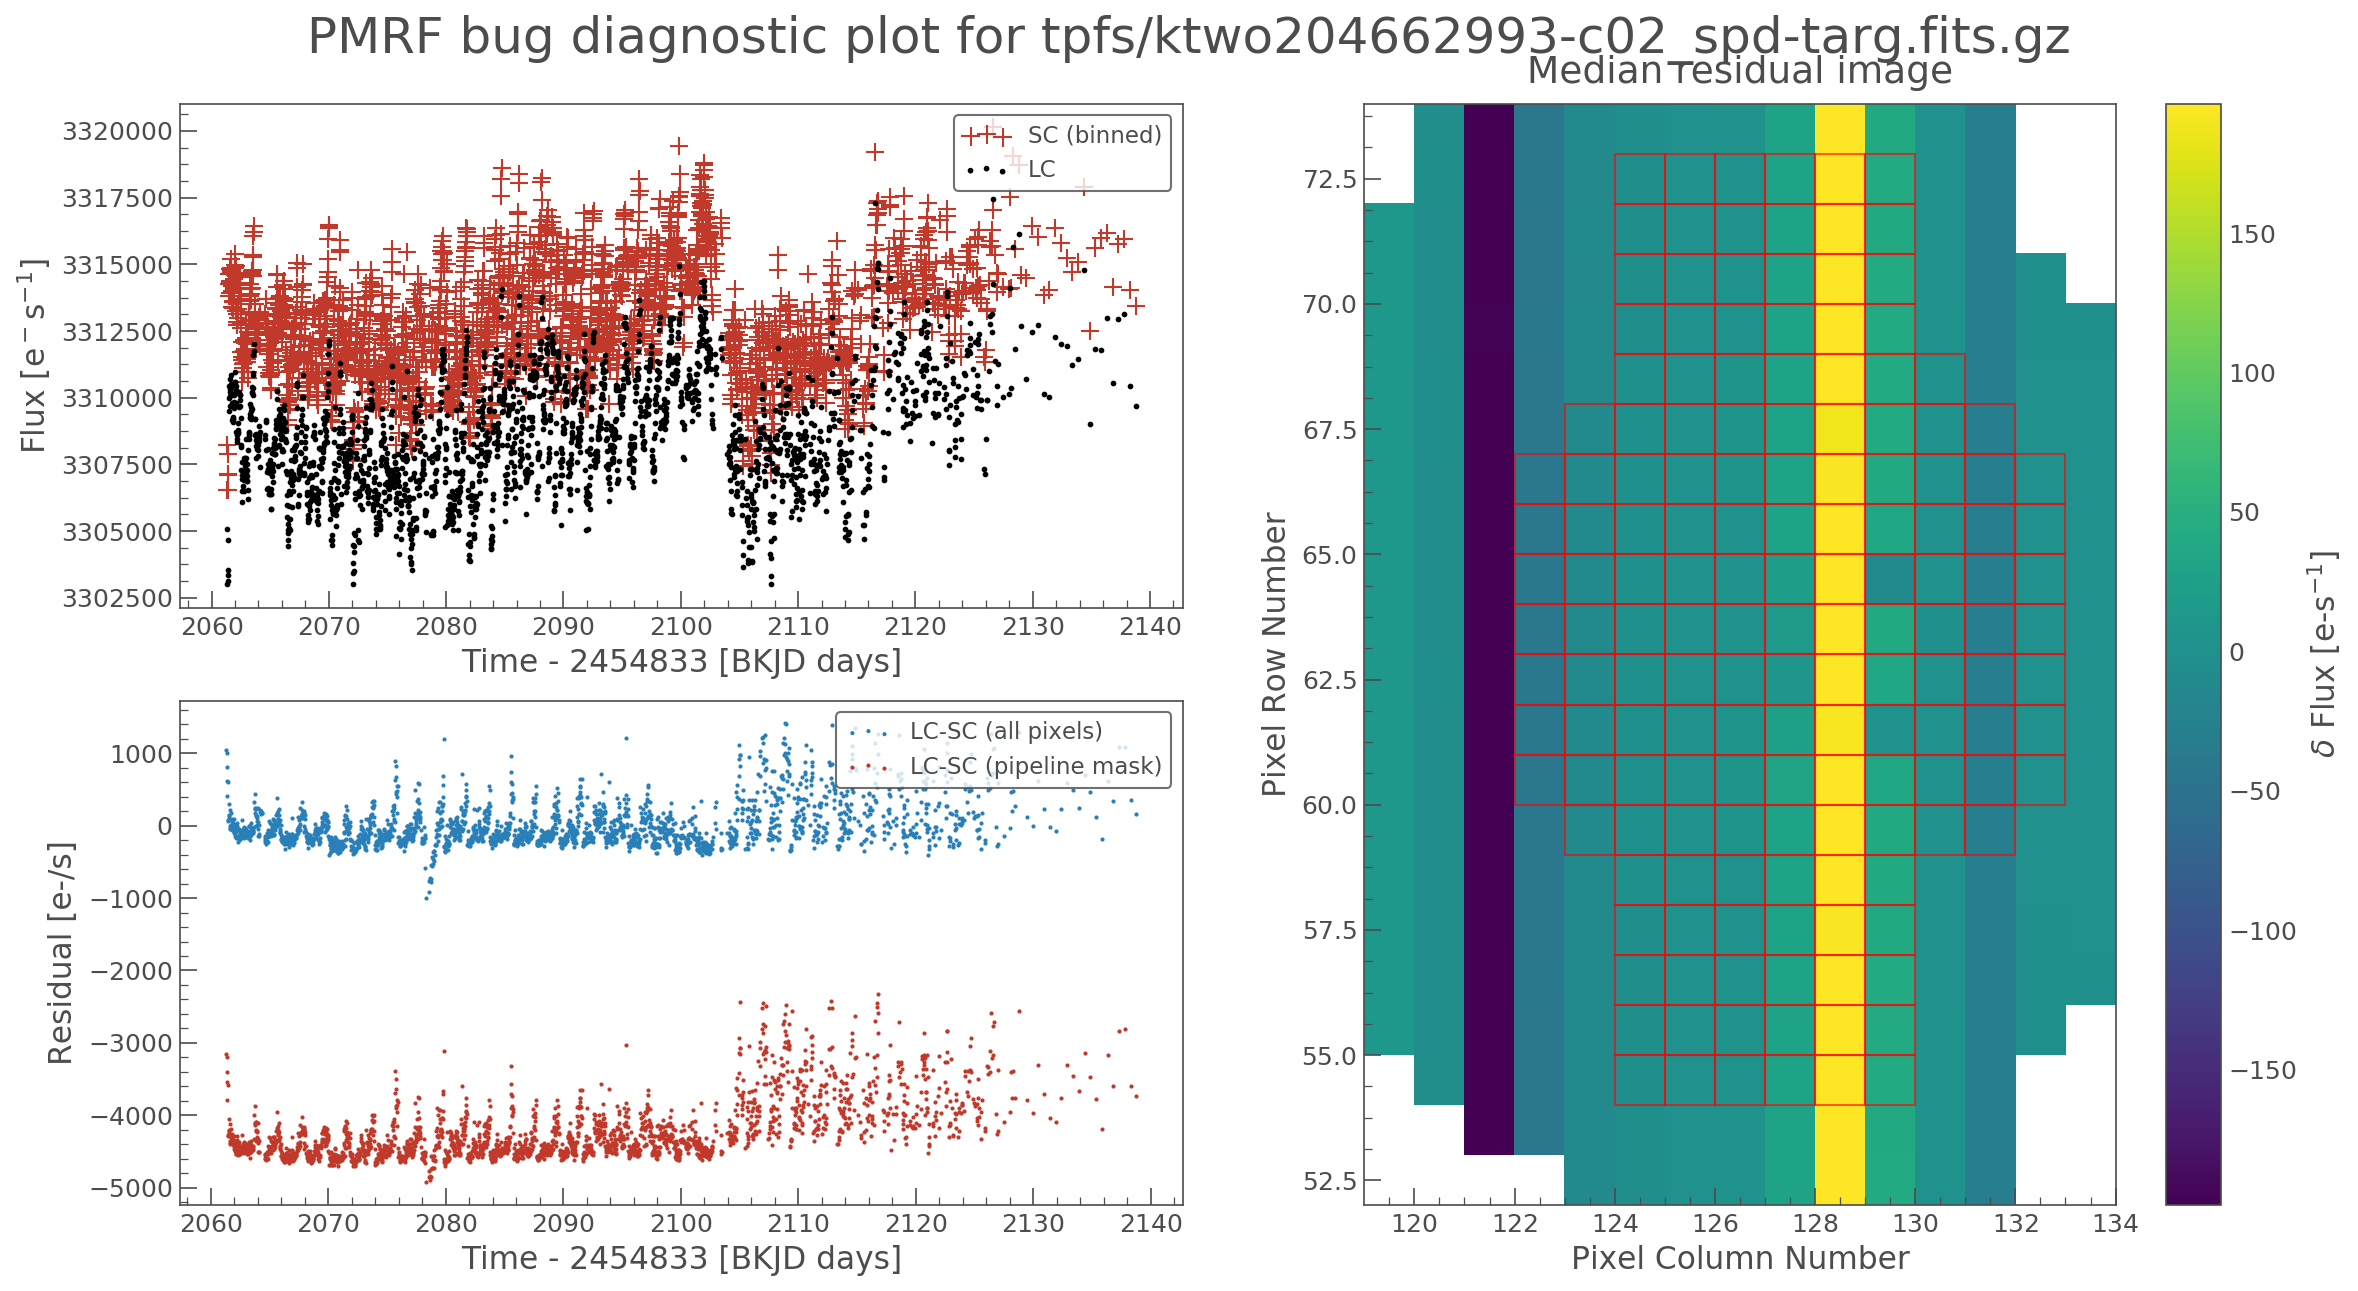 PMRF bug diagnostic plot for tpfs/ktwo204662993-c02_spd-targ.fits.gz
Median residual image
Flux [e⁻ s⁻¹]
3320000
3317500
3315000
3312500
3310000
3307500
3305000
3302500
SC (binned)
LC
2060 2070 2080 2090 2100 2110 2120 2130 2140
Time - 2454833 [BKJD days]
Residual [e-/s]
1000
0
−1000
−2000
−3000
−4000
−5000
LC-SC (all pixels)
LC-SC (pipeline mask)
2060 2070 2080 2090 2100 2110 2120 2130 2140
Time - 2454833 [BKJD days]
Pixel Row Number
72.5
70.0
67.5
65.0
62.5
60.0
57.5
55.0
52.5
120 122 124 126 128 130 132 134
Pixel Column Number
150
100
50
0
−50
−100
−150
δ Flux [e-s⁻¹]